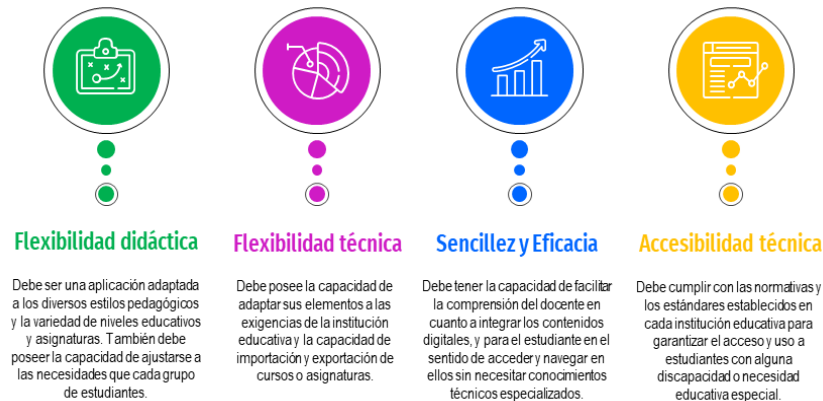 Flexibilidad didáctica
Debe ser una aplicación adaptada
a los diversos estilos pedagógicos
y la variedad de niveles educativos
y asignaturas. También debe
poseer la capacidad de ajustarse a
las necesidades que cada grupo
de estudiantes.
Flexibilidad técnica
Debe posee la capacidad de
adaptar sus elementos a las
exigencias de la institución
educativa y la capacidad de
importación y exportación de
cursos o asignaturas.
Sencillez y Eficacia
Debe tener la capacidad de facilitar
la comprensión del docente en
cuanto a integrar los contenidos
digitales, y para el estudiante en el
sentido de acceder y navegar en
ellos sin necesitar conocimientos
técnicos especializados.
Accesibilidad técnica
Debe cumplir con las normativas y
los estándares establecidos en
cada institución educativa para
garantizar el acceso y uso a
estudiantes con alguna
discapacidad o necesidad
educativa especial.